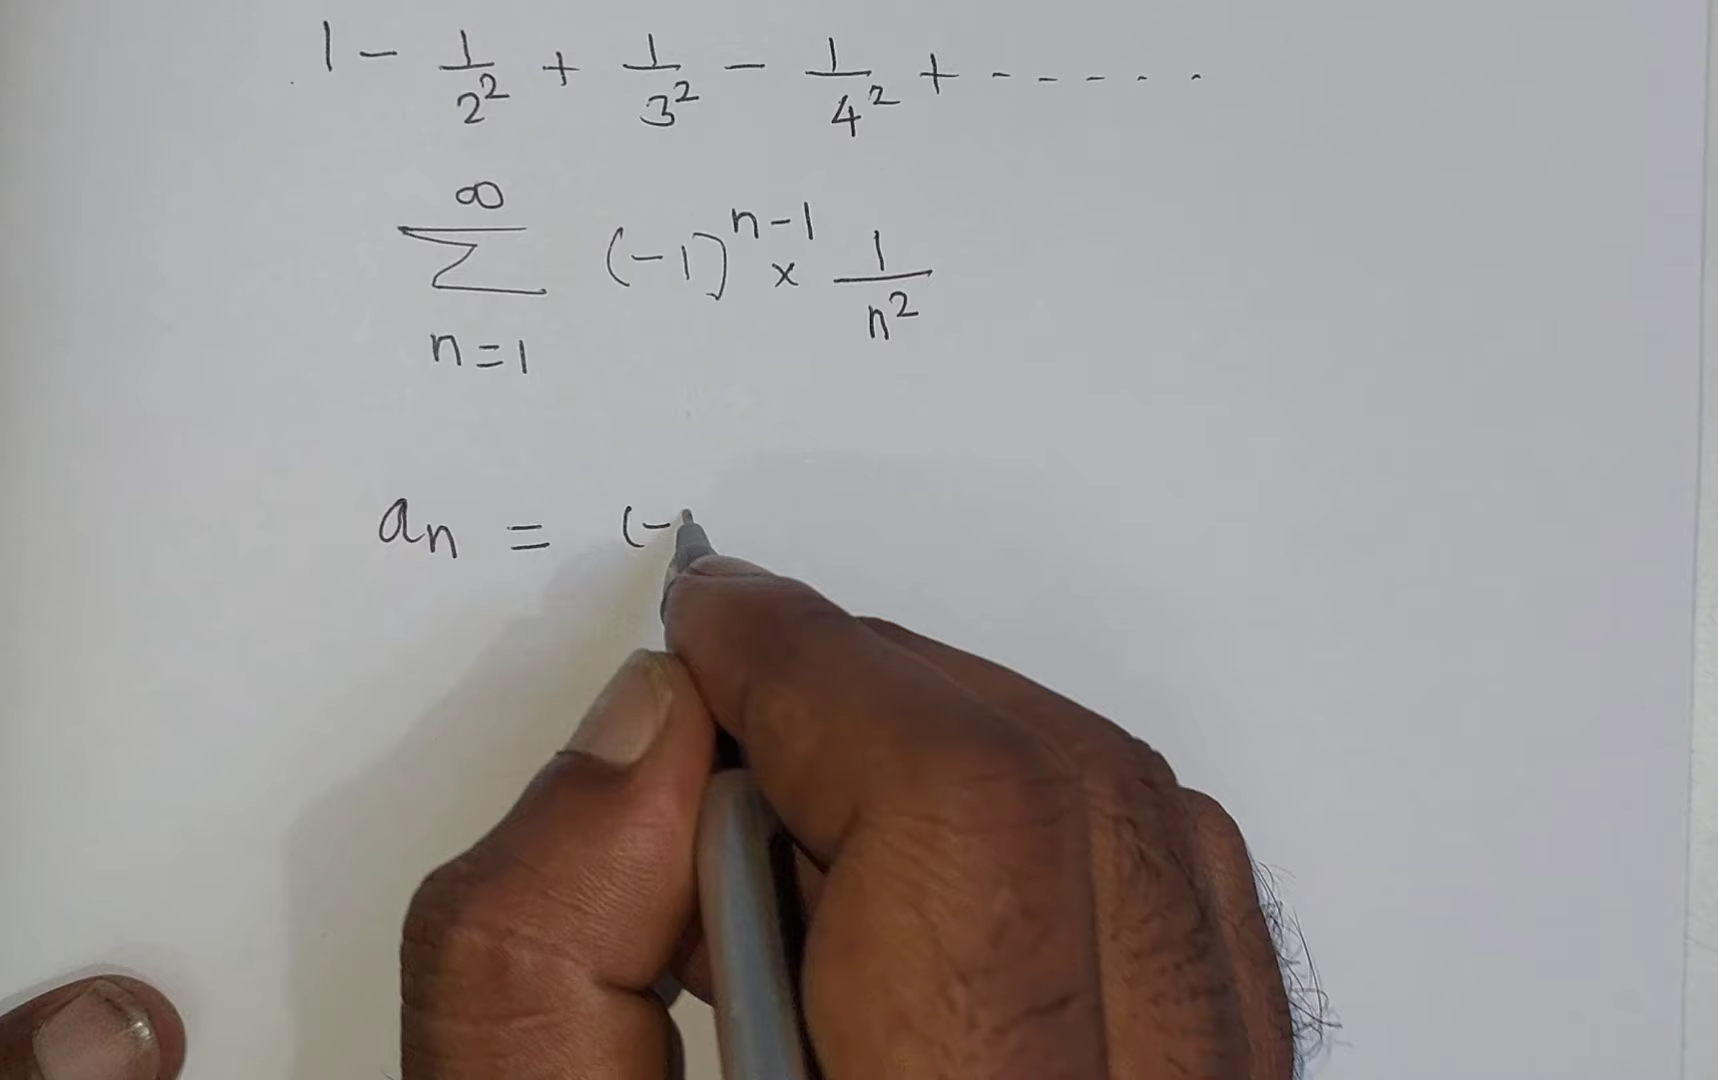 1 - 1/2² + 1/3² - 1/4² + - - - - -
∞
∑ (-1)ⁿ⁻¹ × 1/n²
n=1
aₙ = (-